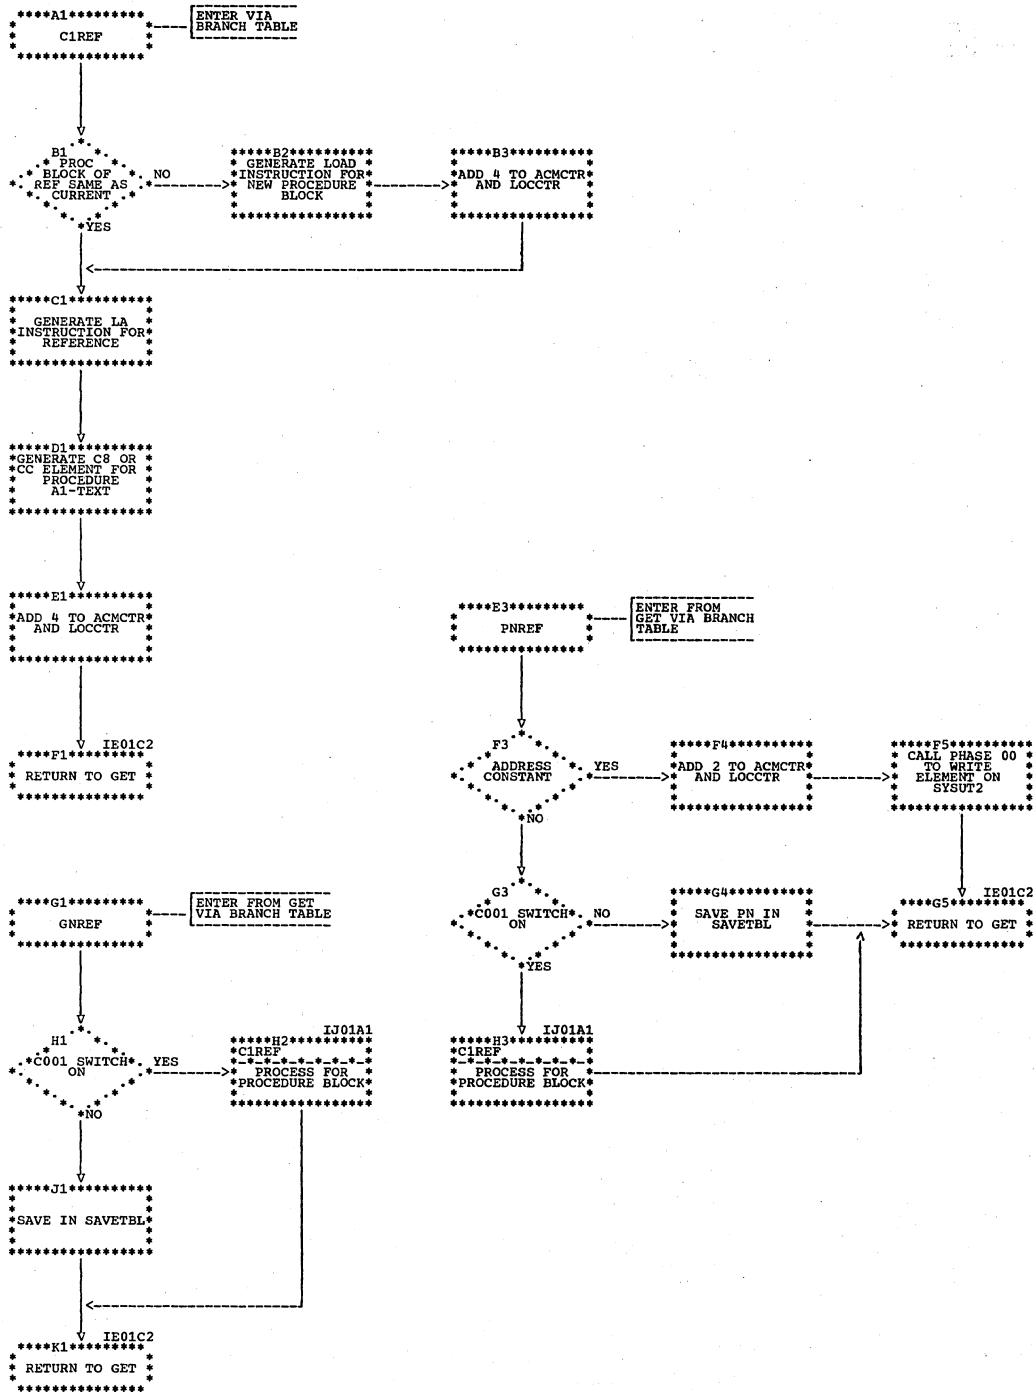 A1
C1REF
ENTER VIA
BRANCH TABLE
B1
PROC
BLOCK OF
REF SAME AS
CURRENT
NO
YES
B2
GENERATE LOAD
INSTRUCTION FOR
NEW PROCEDURE
BLOCK
B3
ADD 4 TO ACMCTR
AND LOCCTR
C1
GENERATE LA
INSTRUCTION FOR
REFERENCE
D1
GENERATE C8 OR
CC ELEMENT FOR
PROCEDURE
A1-TEXT
E1
ADD 4 TO ACMCTR
AND LOCCTR
IE01C2
F1
RETURN TO GET
E3
PNREF
ENTER FROM
GET VIA BRANCH
TABLE
F3
ADDRESS
CONSTANT
YES
NO
F4
ADD 2 TO ACMCTR
AND LOCCTR
F5
CALL PHASE 00
TO WRITE
ELEMENT ON
SYSUT2
G3
C001 SWITCH
ON
NO
YES
G4
SAVE PN IN
SAVETBL
IE01C2
G5
RETURN TO GET
IJ01A1
H3
C1REF
PROCESS FOR
PROCEDURE BLOCK
G1
GNREF
ENTER FROM GET
VIA BRANCH TABLE
H1
C001 SWITCH
ON
YES
NO
IJ01A1
H2
C1REF
PROCESS FOR
PROCEDURE BLOCK
J1
SAVE IN SAVETBL
IE01C2
K1
RETURN TO GET